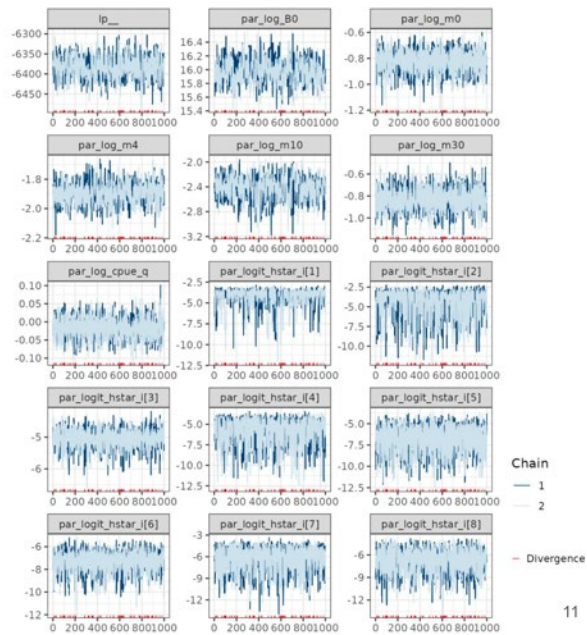 lp__ par_log_B0 par_log_m0
-6300 16.4 -0.6
-6350 16.2
16.0 -0.8
-6400 15.8
-1.0
-6450 15.6
15.4 -1.2
0 200 400 600 8001000 0 200 400 600 8001000 0 200 400 600 8001000
par_log_m4 par_log_m10 par_log_m30
-2.0 -0.6
-1.8 -2.4 -0.8
-2.0 -2.8 -1.0
-2.2 -3.2
0 200 400 600 8001000 0 200 400 600 8001000 0 200 400 600 8001000
par_log_cpue_q par_logit_hstar_i[1] par_logit_hstar_i[2]
0.10 -2.5 -2.5
0.05 -5.0 -5.0
0.00 -7.5 -7.5
-0.05 -10.0 -10.0
-0.10 -12.5
0 200 400 600 8001000 0 200 400 600 8001000 0 200 400 600 8001000
par_logit_hstar_i[3] par_logit_hstar_i[4] par_logit_hstar_i[5]
-5 -5.0 -5.0
-7.5 -7.5
-6 -10.0 -10.0
-12.5 -12.5
0 200 400 600 8001000 0 200 400 600 8001000 0 200 400 600 8001000
par_logit_hstar_i[6] par_logit_hstar_i[7] par_logit_hstar_i[8]
-6 -3
-8 -6 -6
-10 -9 -9
-12 -12 -12
0 200 400 600 8001000 0 200 400 600 8001000 0 200 400 600 8001000
Chain
1
2
Divergence
11